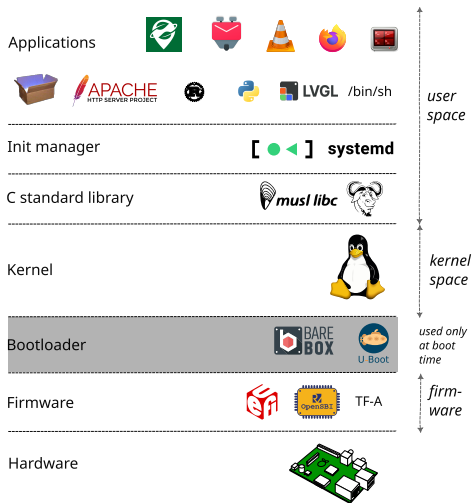 Applications
APACHE
HTTP SERVER PROJECT
LVGL
/bin/sh
user
space
Init manager
[ ● ◀ ] systemd
C standard library
musl libc
Kernel
kernel
space
Bootloader
BARE
BOX
U Boot
used only
at boot
time
Firmware
UEFI
OpenSBI
TF-A
firm-
ware
Hardware